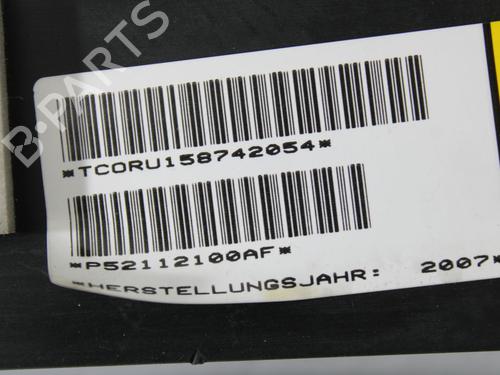 B-PARTS
*TCORU158742054*
*P52112100AF*
*HERSTELLUNGSJAHR: 2007*